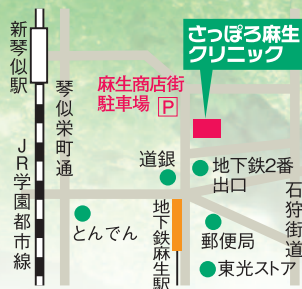 さっぽろ麻生
クリニック
新琴似駅
JR学園都市線
琴似栄町通
麻生商店街
駐車場 P
道銀
地下鉄2番
出口
とんでん
地下鉄麻生駅
郵便局
東光ストア
石狩街道